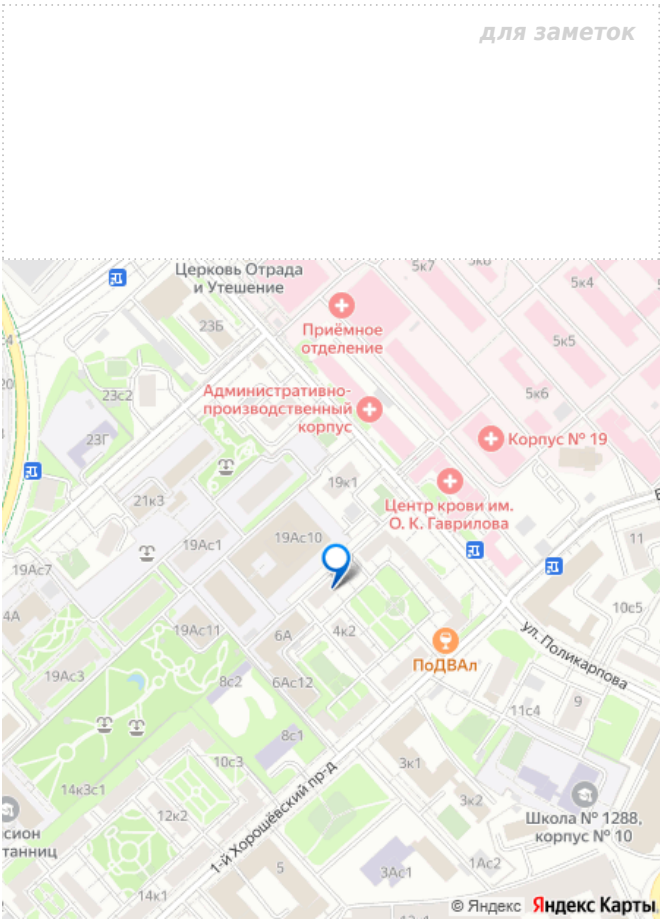 для заметок
Церковь Отрада
и Утешение
5к7
5к4
23Б
Приёмное
отделение
5к5
20
23с2
Административно-
производственный
корпус
5к6
23Г
Корпус № 19
19к1
21к3
Центр крови им.
О. К. Гаврилова
19Ас10
19Ас1
11
19Ас7
10с5
4А
19Ас11
6А
4к2
ул. Поликарпова
ПоДВАл
19Ас3
8с2
6Ас12
9
11с4
8с1
10с3
3к1
14к3с1
1-й Хорошёвский пр-д
3к2
12к2
Школа № 1288,
корпус № 10
сион
танниц
5
3Ас1
1Ас2
14к1
© Яндекс Яндекс Карты